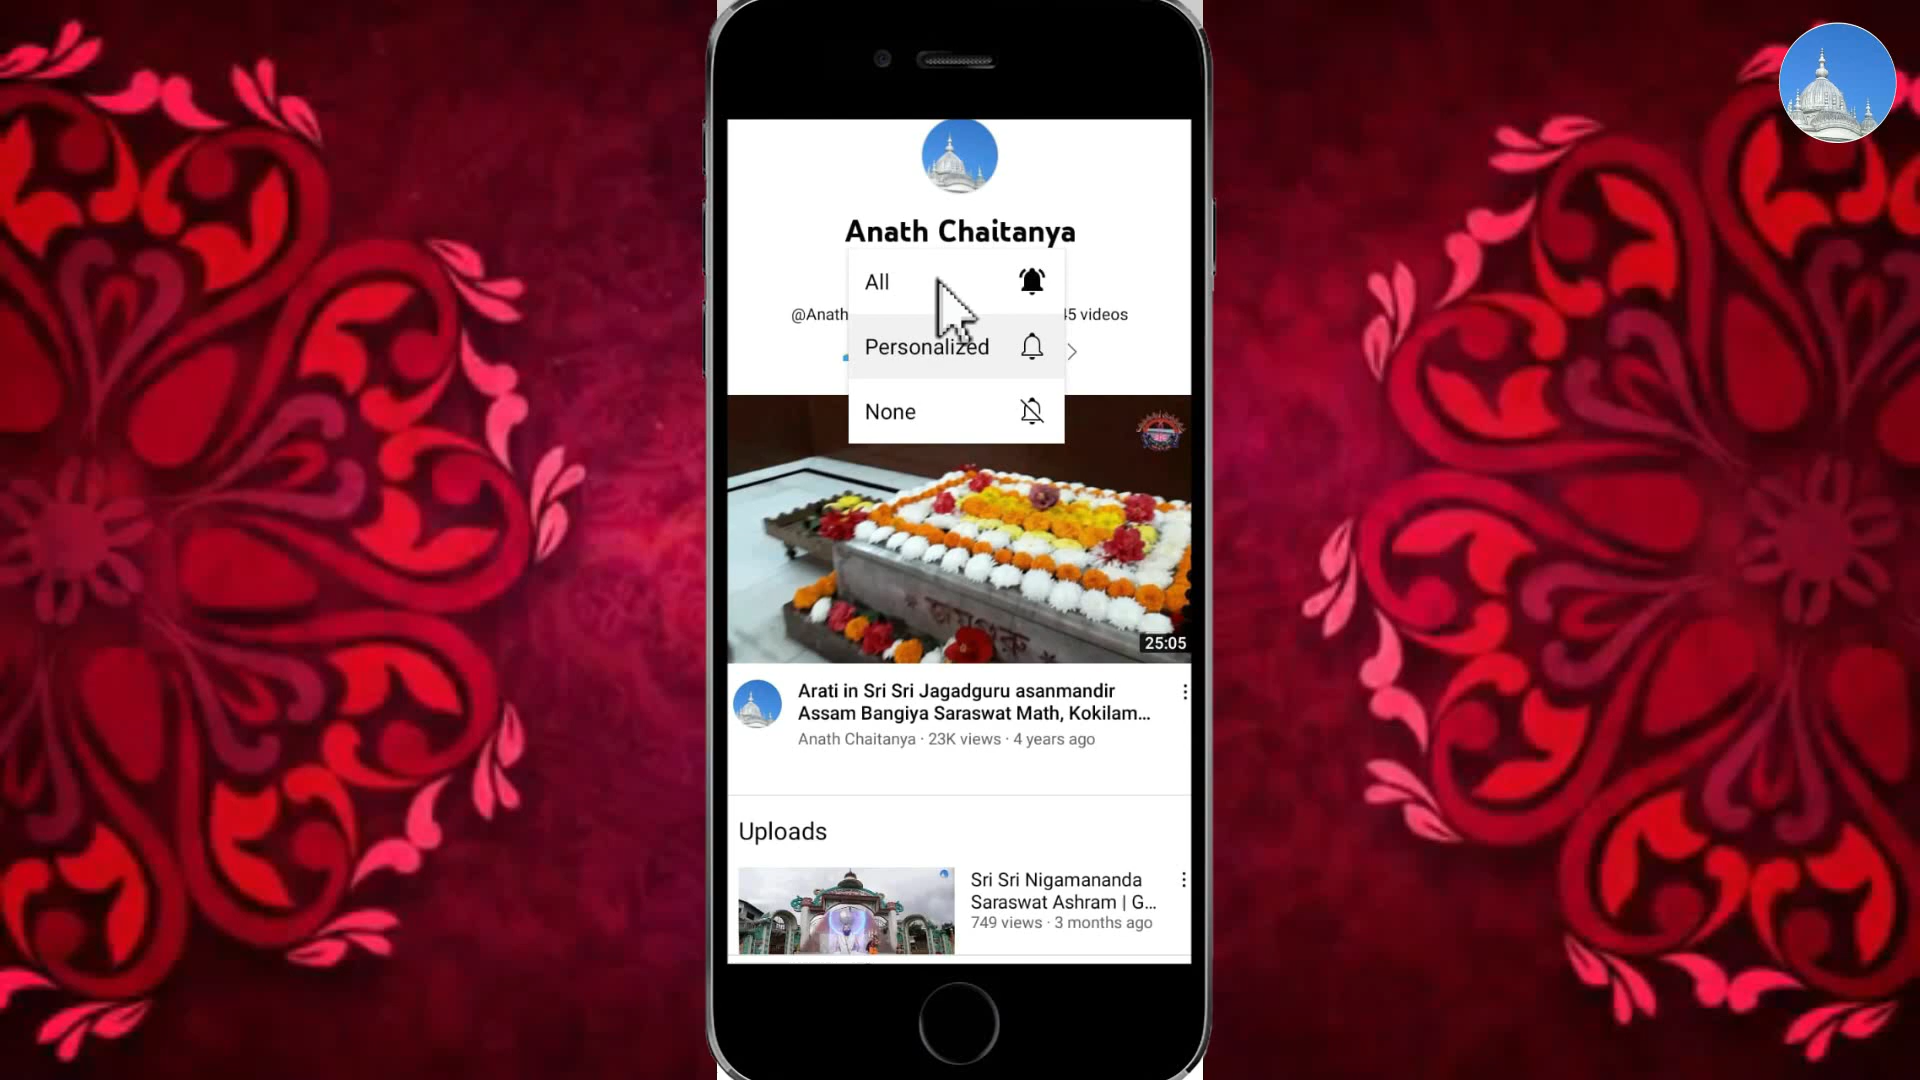 Anath Chaitanya
All
@Anath
45 videos
Personalized
None
জয়গুরু
25:05
Arati in Sri Sri Jagadguru asanmandir
Assam Bangiya Saraswat Math, Kokilam...
Anath Chaitanya · 23K views · 4 years ago
Uploads
Sri Sri Nigamananda
Saraswat Ashram | G...
749 views · 3 months ago